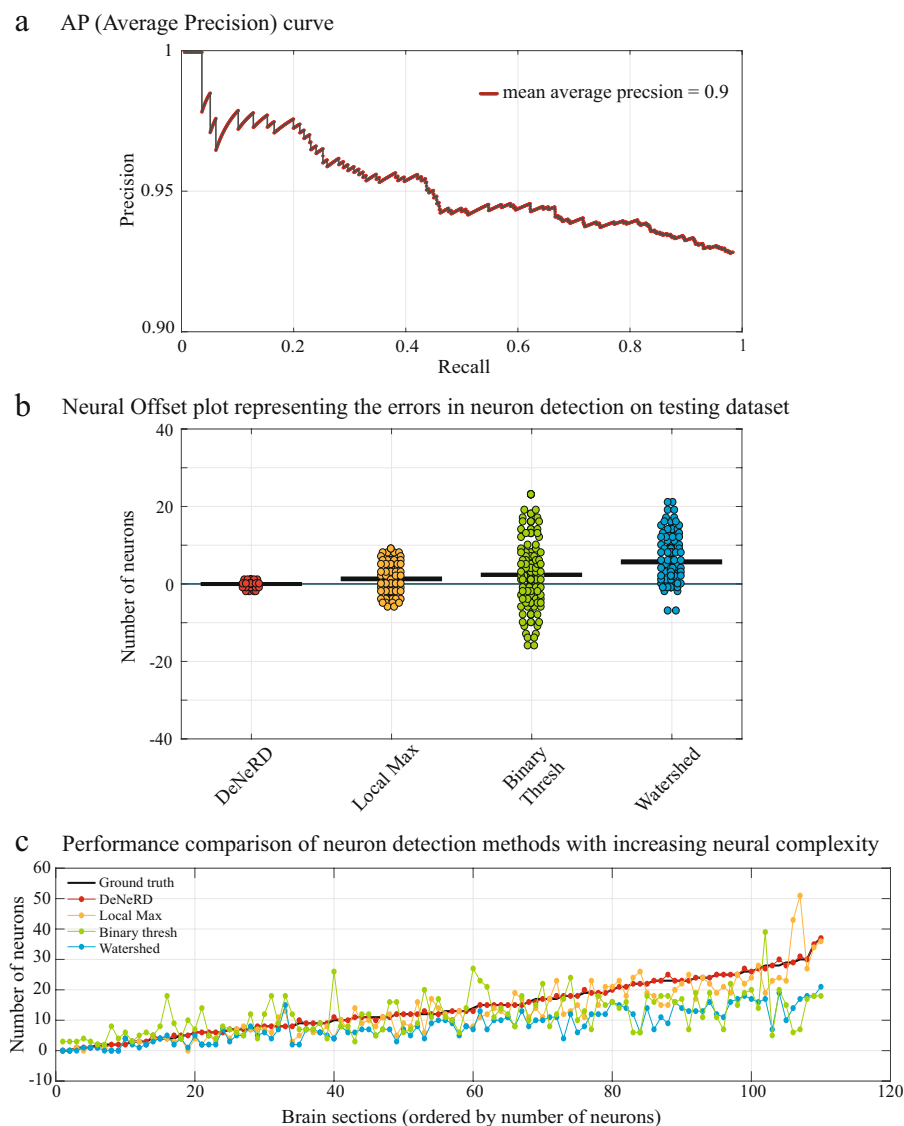 a AP (Average Precision) curve
1
mean average precsion = 0.9
Precision
0.95
0.90
0 0.2 0.4 0.6 0.8 1
Recall
b Neural Offset plot representing the errors in neuron detection on testing dataset
40
20
Number of neurons
0
-20
-40
DeNeRD Local Max Binary Thresh Watershed
c Performance comparison of neuron detection methods with increasing neural complexity
60
Ground truth
50
DeNeRD
40
Local Max
Binary thresh
30
Watershed
Number of neurons
20
10
0
-10
0 20 40 60 80 100 120
Brain sections (ordered by number of neurons)